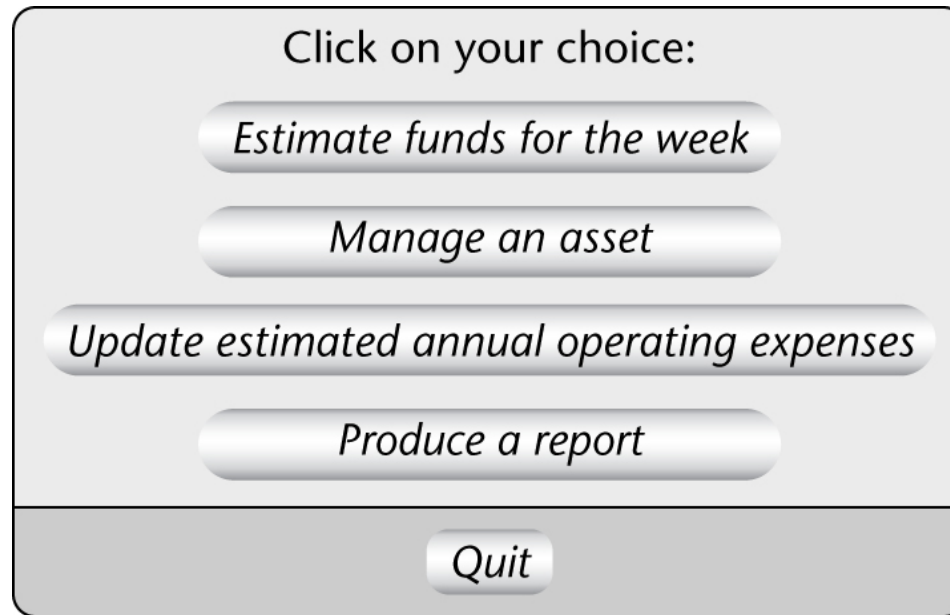 Click on your choice:
Estimate funds for the week
Manage an asset
Update estimated annual operating expenses
Produce a report
Quit